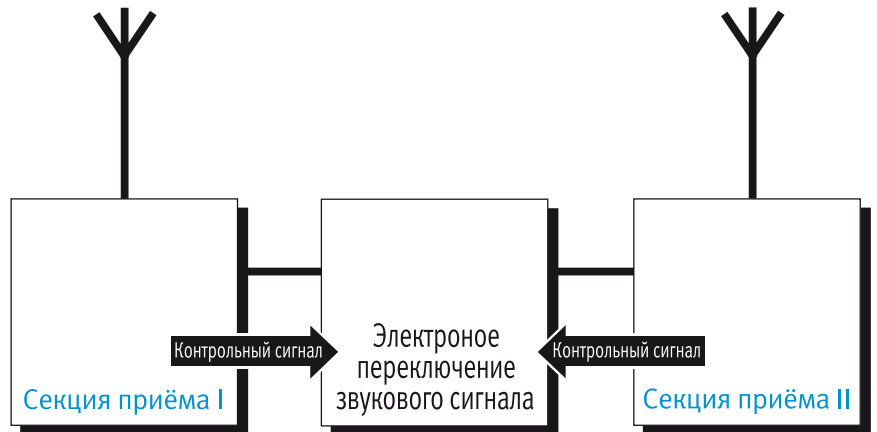 Контрольный сигнал
Секция приёма I
Электроное
переключение
звукового сигнала
Контрольный сигнал
Секция приёма II